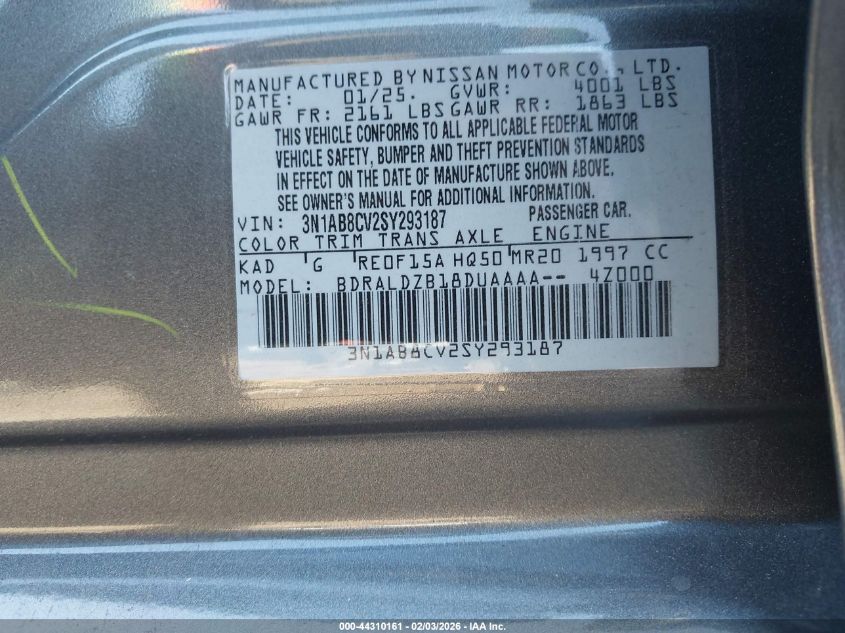 MANUFACTURED BY NISSAN MOTOR CO., LTD.
DATE: 01/25. GVWR: 4001 LBS
GAWR FR: 2161 LBS GAWR RR: 1863 LBS
THIS VEHICLE CONFORMS TO ALL APPLICABLE FEDERAL MOTOR
VEHICLE SAFETY, BUMPER AND THEFT PREVENTION STANDARDS
IN EFFECT ON THE DATE OF MANUFACTURE SHOWN ABOVE.
SEE OWNER'S MANUAL FOR ADDITIONAL INFORMATION.
VIN: 3N1AB8CV2SY293187 PASSENGER CAR.
COLOR TRIM TRANS AXLE ENGINE
KAD G RE0F15A HQ50 MR20 1997 CC
MODEL: BDRALDZB18DUAAAA-- 4Z000
3N1AB8CV2SY293187
000-44310161 - 02/03/2026 - IAA Inc.